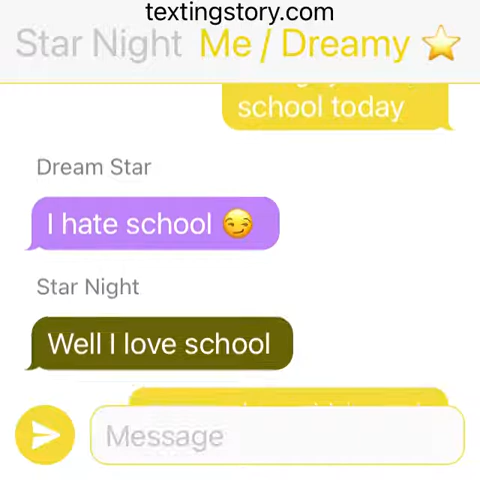 textingstory.com
Star Night Me / Dreamy ⭐
school today
Dream Star
I hate school 😏
Star Night
Well I love school
Message